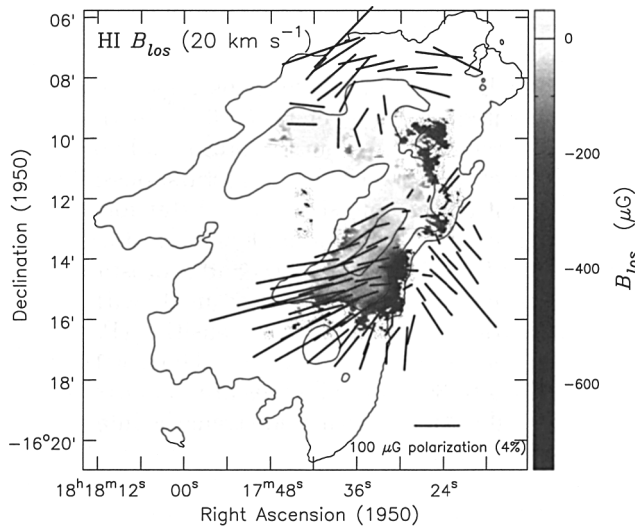 HI B_los (20 km s⁻¹)
06'
08'
10'
12'
14'
16'
18'
−16°20'
Declination (1950)
100 μG polarization (4%)
18ʰ18ᵐ12ˢ 00ˢ 17ᵐ48ˢ 36ˢ 24ˢ
Right Ascension (1950)
0
−200
−400
−600
B_los (μG)